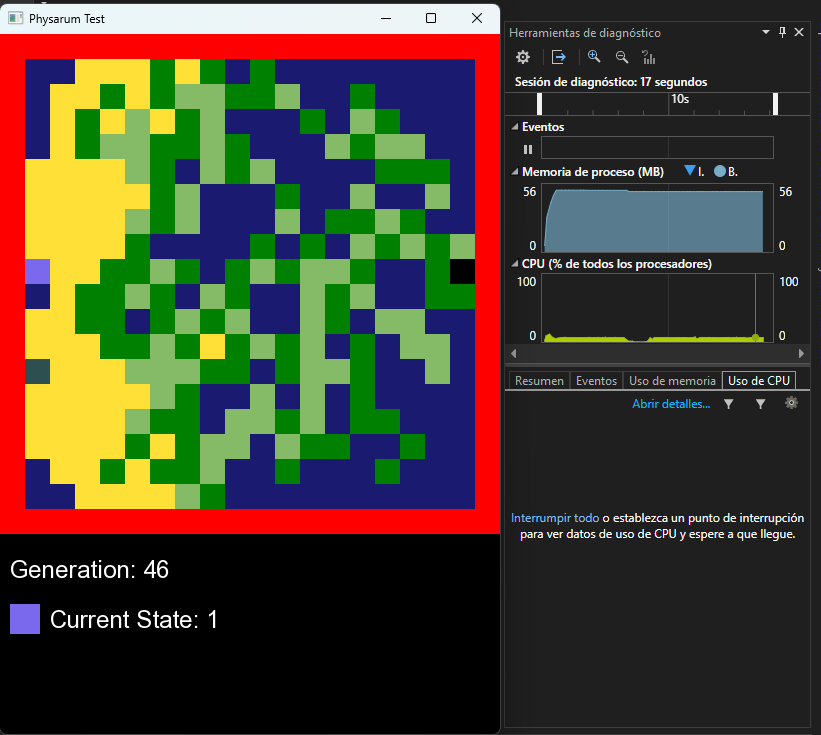 Physarum Test
Generation: 46
Current State: 1
Herramientas de diagnóstico
Sesión de diagnóstico: 17 segundos
10s
Eventos
Memoria de proceso (MB) I. B.
56 56
0 0
CPU (% de todos los procesadores)
100 100
0 0
Resumen Eventos Uso de memoria Uso de CPU
Abrir detalles...
Interrumpir todo o establezca un punto de interrupción
para ver datos de uso de CPU y espere a que llegue.